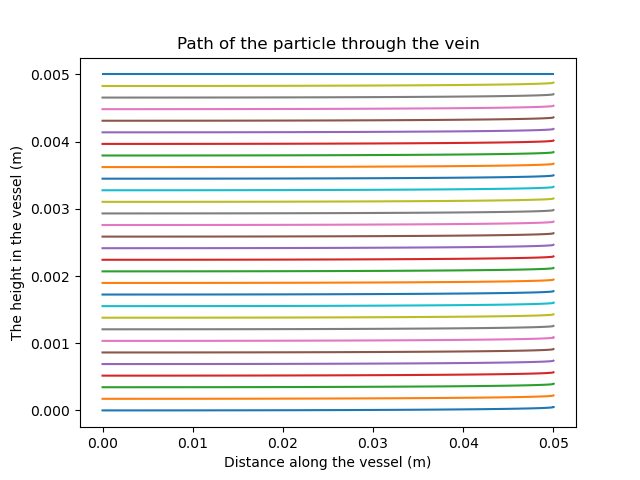 Path of the particle through the vein
0.005
0.004
0.003
0.002
0.001
0.000
The height in the vessel (m)
0.00 0.01 0.02 0.03 0.04 0.05
Distance along the vessel (m)